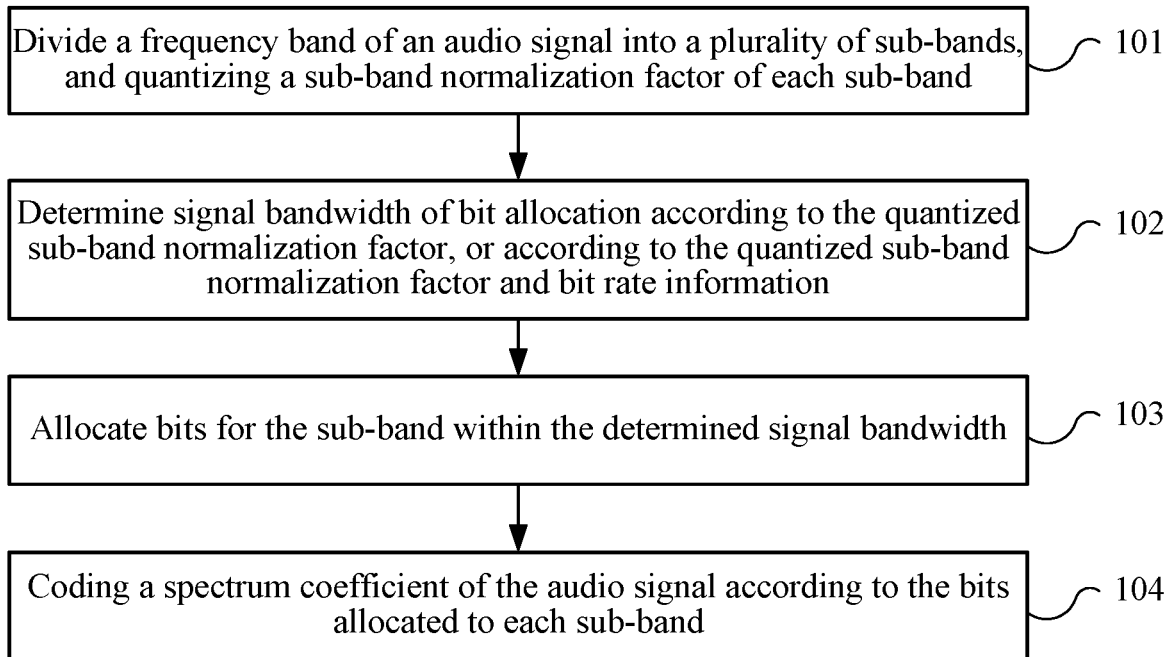 Divide a frequency band of an audio signal into a plurality of sub-bands,
and quantizing a sub-band normalization factor of each sub-band
101
Determine signal bandwidth of bit allocation according to the quantized
sub-band normalization factor, or according to the quantized sub-band
normalization factor and bit rate information
102
Allocate bits for the sub-band within the determined signal bandwidth
103
Coding a spectrum coefficient of the audio signal according to the bits
allocated to each sub-band
104